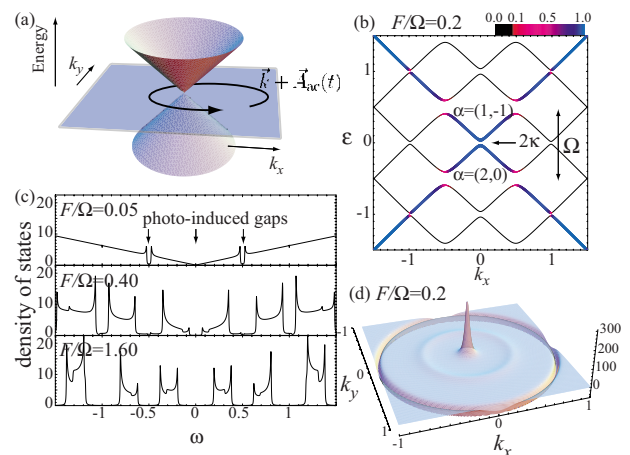 (a)
Energy
k_y
k⃗ + A⃗_ac(t)
k_x
(b) F/Ω=0.2
0.0 0.1 0.5 1.0
1
α=(1,-1)
ε 0
2κ
Ω
α=(2,0)
-1
-1 0 1
k_x
(c)
F/Ω=0.05
photo-induced gaps
20
10
0
F/Ω=0.40
20
10
0
F/Ω=1.60
20
10
0
density of states
-1 -0.5 0 0.5 1
ω
(d) F/Ω=0.2
300
200
100
0
-1
0
1
k_y
-1
0
1
k_x